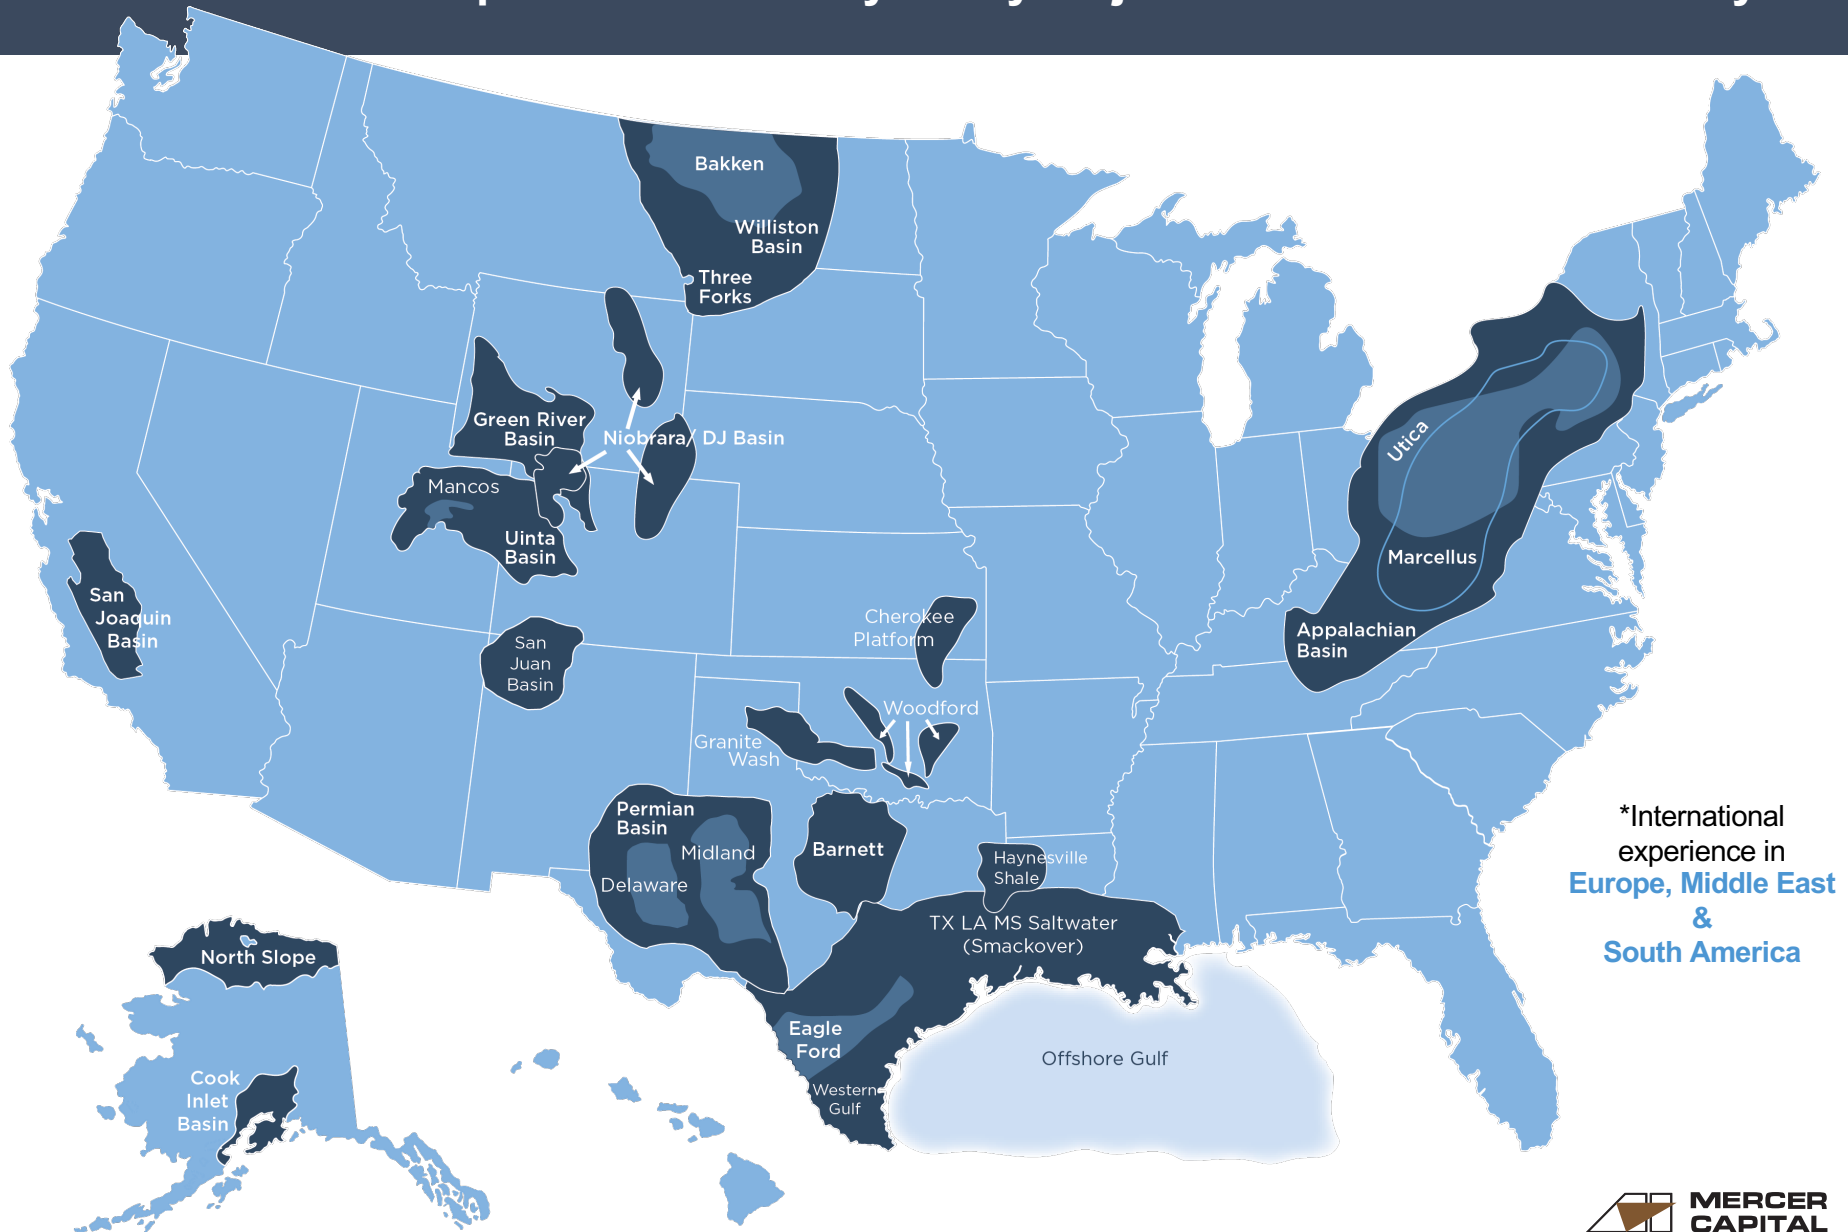 Bakken
Williston
Basin
Three
Forks
Green River
Basin
Niobrara/ DJ Basin
Mancos
Uinta
Basin
Utica
Marcellus
Appalachian
Basin
San
Joaquin
Basin
San
Juan
Basin
Cherokee
Platform
Woodford
Granite
Wash
Permian
Basin
Midland
Delaware
Barnett
Haynesville
Shale
TX LA MS Saltwater
(Smackover)
Eagle
Ford
Western
Gulf
Offshore Gulf
*International
experience in
Europe, Middle East
&
South America
North Slope
Cook
Inlet
Basin
MERCER
CAPITAL